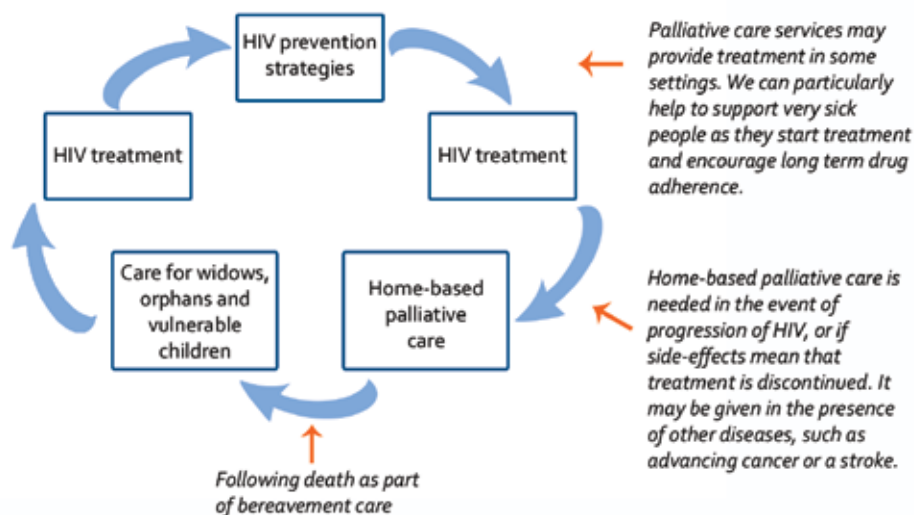 HIV prevention
strategies
Palliative care services may
provide treatment in some
settings. We can particularly
help to support very sick
people as they start treatment
and encourage long term drug
adherence.
HIV treatment
HIV treatment
Care for widows,
orphans and
vulnerable
children
Home-based
palliative
care
Home-based palliative care is
needed in the event of
progression of HIV, or if
side-effects mean that
treatment is discontinued. It
may be given in the presence
of other diseases, such as
advancing cancer or a stroke.
Following death as part
of bereavement care